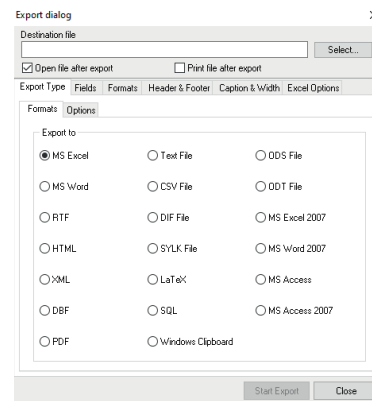 Export dialog
Destination file
Select...
Open file after export Print file after export
Export Type Fields Formats Header & Footer Caption & Width Excel Options
Formats Options
Export to
MS Excel Text File ODS File
MS Word CSV File ODT File
RTF DIF File MS Excel 2007
HTML SYLK File MS Word 2007
XML LaTeX MS Access
DBF SQL MS Access 2007
PDF Windows Clipboard
Start Export Close